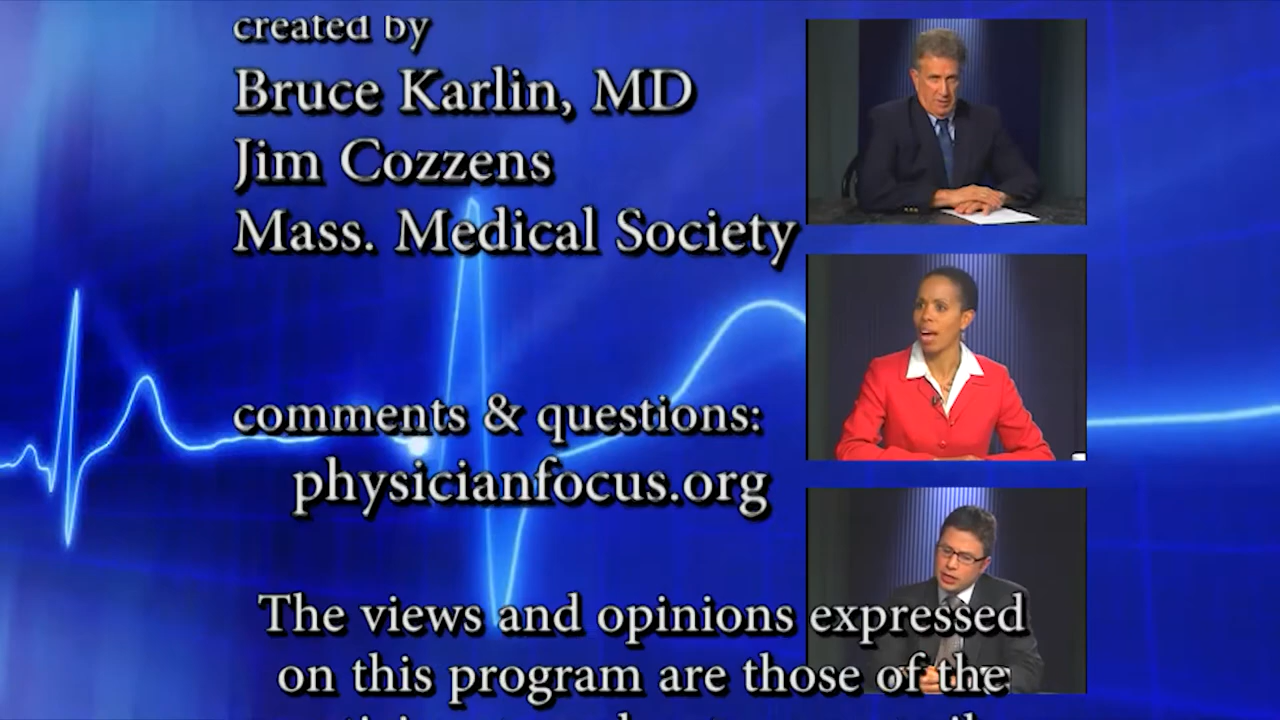 created by
Bruce Karlin, MD
Jim Cozzens
Mass. Medical Society
comments & questions:
physicianfocus.org
The views and opinions expressed
on this program are those of the